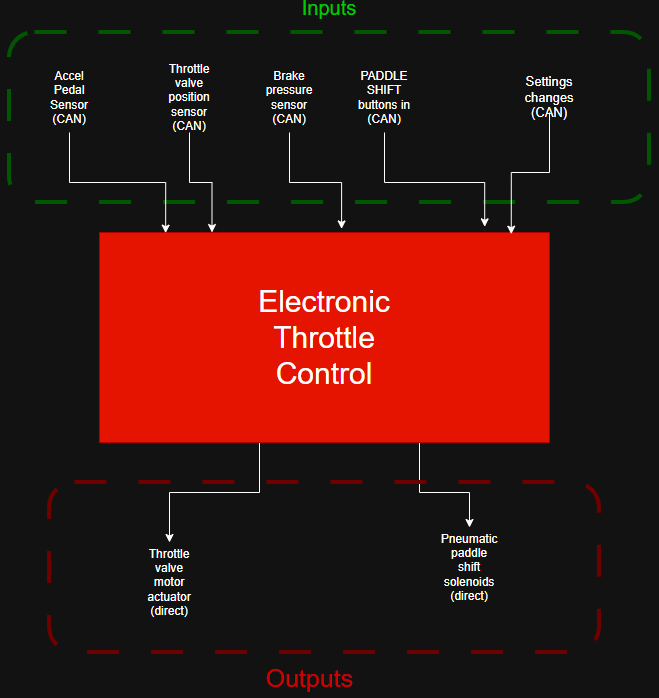 Inputs
Accel
Pedal
Sensor
(CAN)
Throttle
valve
position
sensor
(CAN)
Brake
pressure
sensor
(CAN)
PADDLE
SHIFT
buttons in
(CAN)
Settings
changes
(CAN)
Electronic
Throttle
Control
Throttle
valve
motor
actuator
(direct)
Pneumatic
paddle
shift
solenoids
(direct)
Outputs